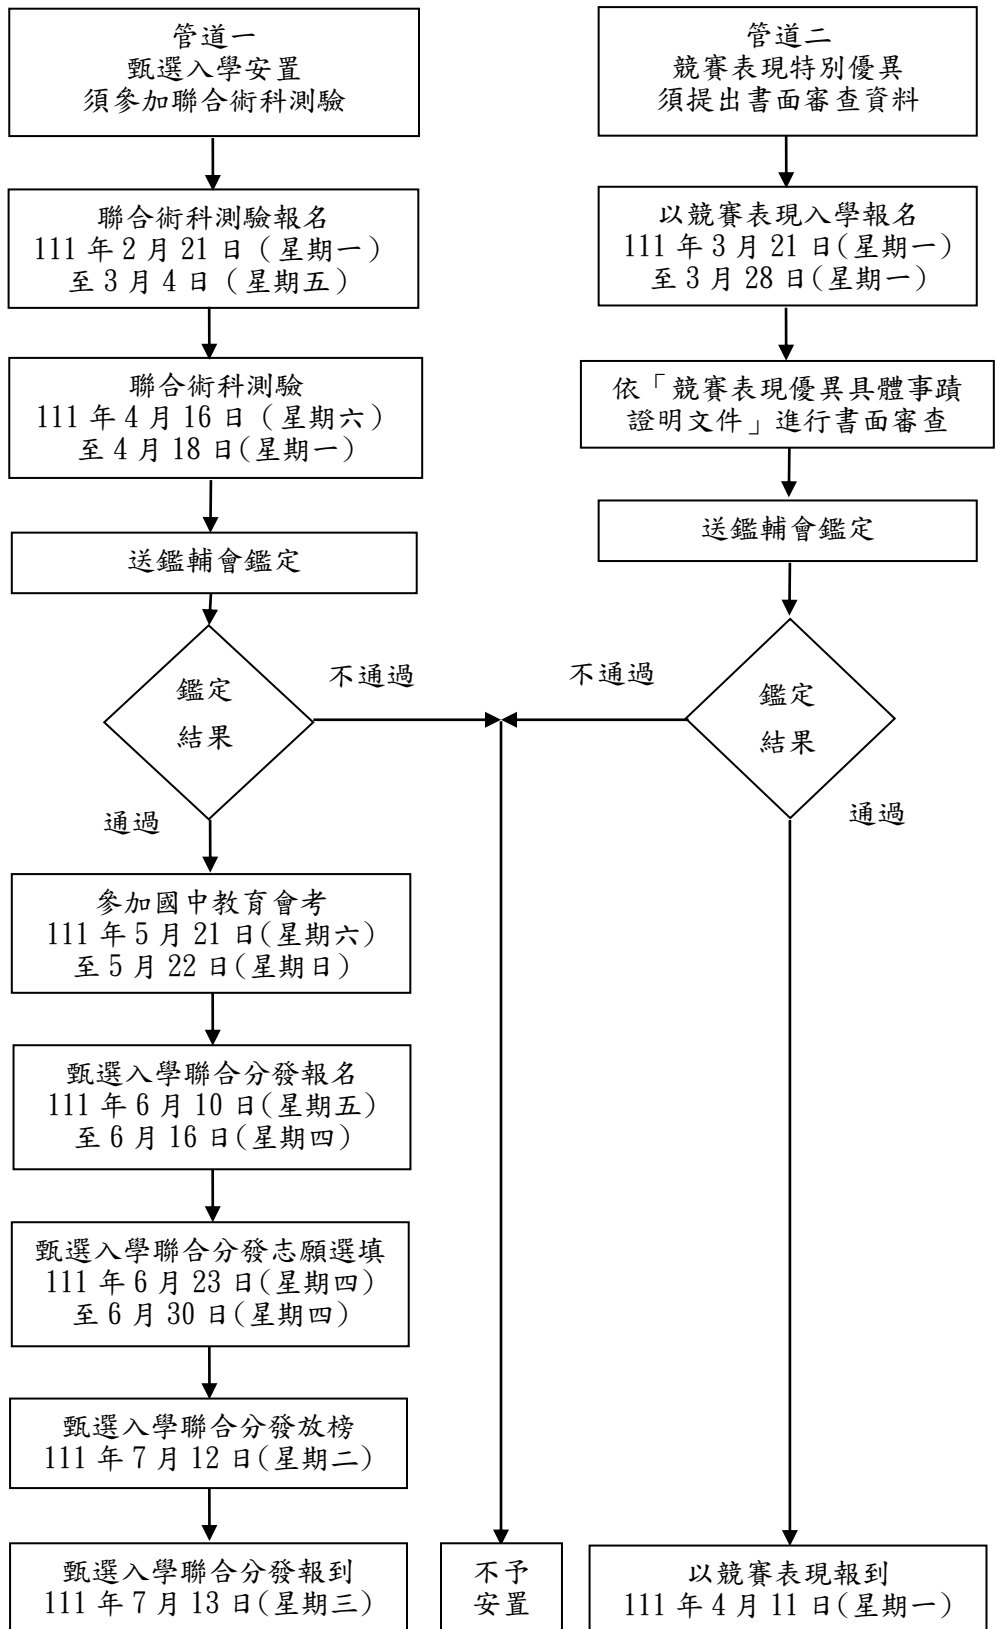 管道一
甄選入學安置
須參加聯合術科測驗
聯合術科測驗報名
111 年 2 月 21 日（星期一）
至 3 月 4 日（星期五）
聯合術科測驗
111 年 4 月 16 日（星期六）
至 4 月 18 日(星期一)
送鑑輔會鑑定
鑑定
結果
不通過
通過
參加國中教育會考
111 年 5 月 21 日(星期六)
至 5 月 22 日(星期日)
甄選入學聯合分發報名
111 年 6 月 10 日(星期五)
至 6 月 16 日(星期四)
甄選入學聯合分發志願選填
111 年 6 月 23 日(星期四)
至 6 月 30 日(星期四)
甄選入學聯合分發放榜
111 年 7 月 12 日(星期二)
甄選入學聯合分發報到
111 年 7 月 13 日(星期三)
管道二
競賽表現特別優異
須提出書面審查資料
以競賽表現入學報名
111 年 3 月 21 日(星期一)
至 3 月 28 日(星期一)
依「競賽表現優異具體事蹟
證明文件」進行書面審查
送鑑輔會鑑定
鑑定
結果
不通過
通過
不予
安置
以競賽表現報到
111 年 4 月 11 日(星期一)